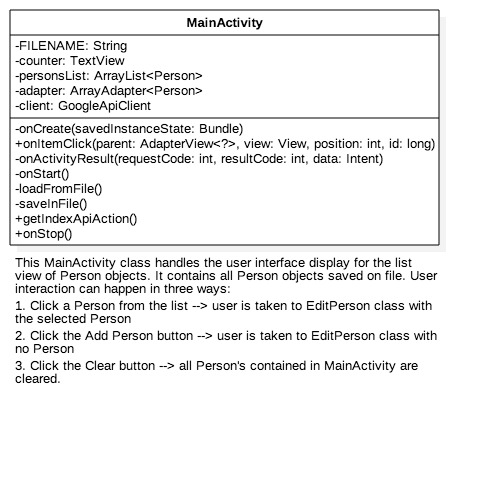 MainActivity
-FILENAME: String
-counter: TextView
-personsList: ArrayList<Person>
-adapter: ArrayAdapter<Person>
-client: GoogleApiClient
-onCreate(savedInstanceState: Bundle)
+onItemClick(parent: AdapterView<?>, view: View, position: int, id: long)
-onActivityResult(requestCode: int, resultCode: int, data: Intent)
-onStart()
-loadFromFile()
-saveInFile()
+getIndexApiAction()
+onStop()
This MainActivity class handles the user interface display for the list
view of Person objects. It contains all Person objects saved on file. User
interaction can happen in three ways:
1. Click a Person from the list --> user is taken to EditPerson class with
the selected Person
2. Click the Add Person button --> user is taken to EditPerson class with
no Person
3. Click the Clear button --> all Person's contained in MainActivity are
cleared.